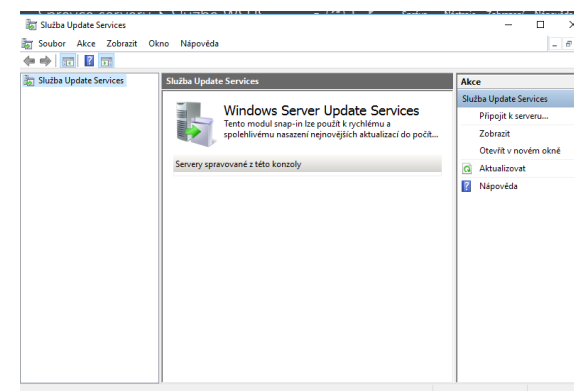 Služba Update Services
Soubor Akce Zobrazit Okno Nápověda
Služba Update Services
Služba Update Services
Windows Server Update Services
Tento modul snap-in lze použít k rychlému a
spolehlivému nasazení nejnovějších aktualizací do počít...
Servery spravované z této konzoly
Akce
Služba Update Services
Připojit k serveru...
Zobrazit
Otevřít v novém okně
Aktualizovat
Nápověda